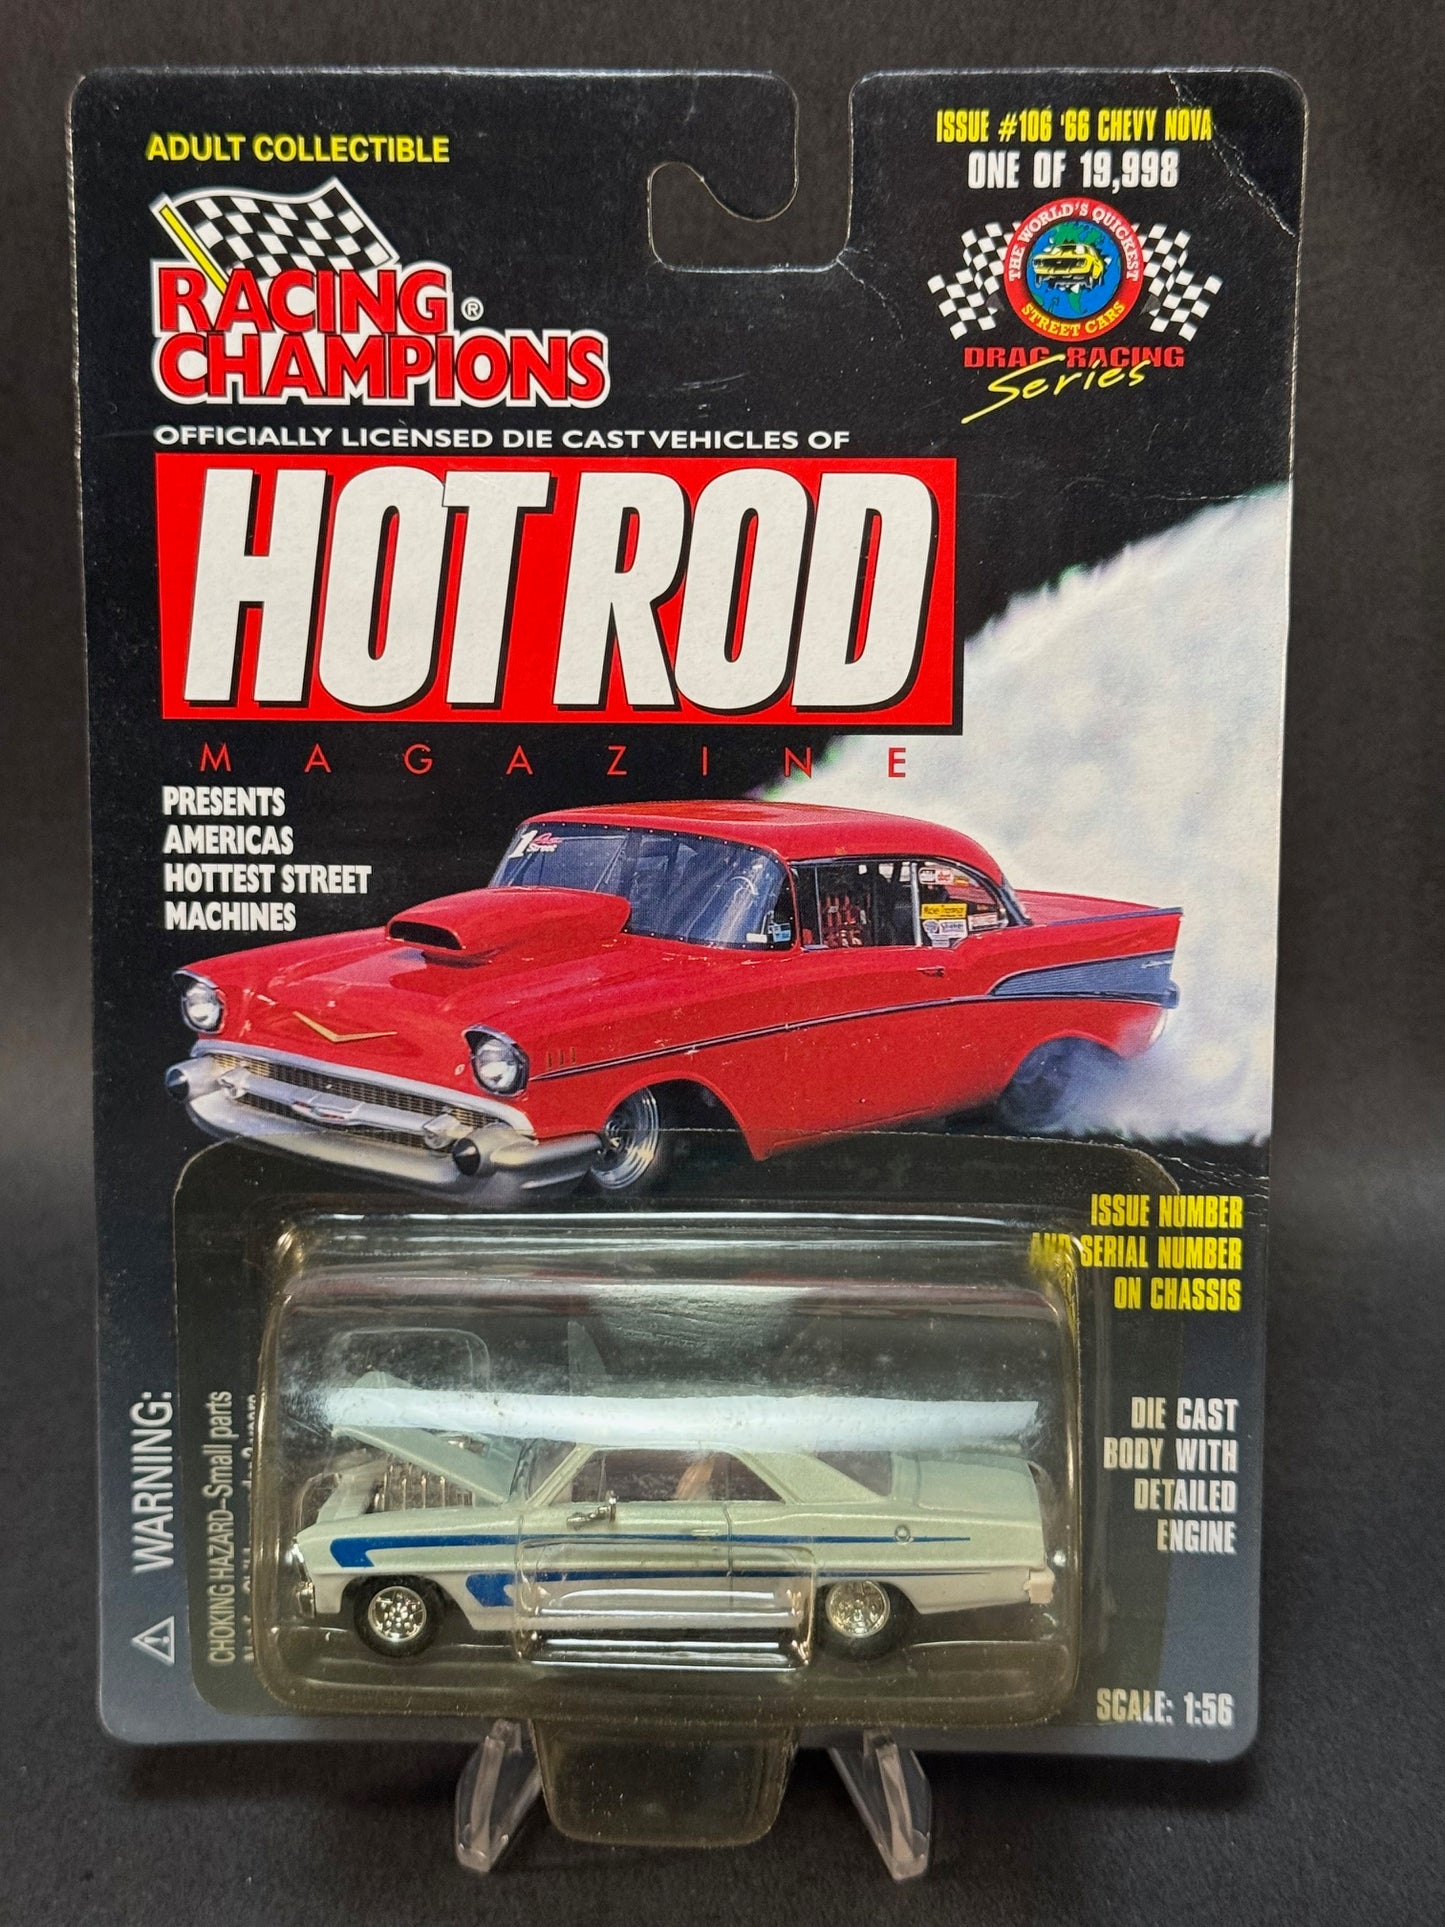 ADULT COLLECTIBLE
ISSUE #106 '66 CHEVY NOVA
ONE OF 19,998
THE WORLD'S QUICKEST
STREET CARS
DRAG RACING
Series
RACING ®
CHAMPIONS
OFFICIALLY LICENSED DIE CAST VEHICLES OF
HOT ROD
MAGAZINE
PRESENTS
AMERICAS
HOTTEST STREET
MACHINES
1
ISSUE NUMBER
AND SERIAL NUMBER
ON CHASSIS
DIE CAST
BODY WITH
DETAILED
ENGINE
SCALE: 1:56
WARNING:
CHOKING HAZARD–Small parts